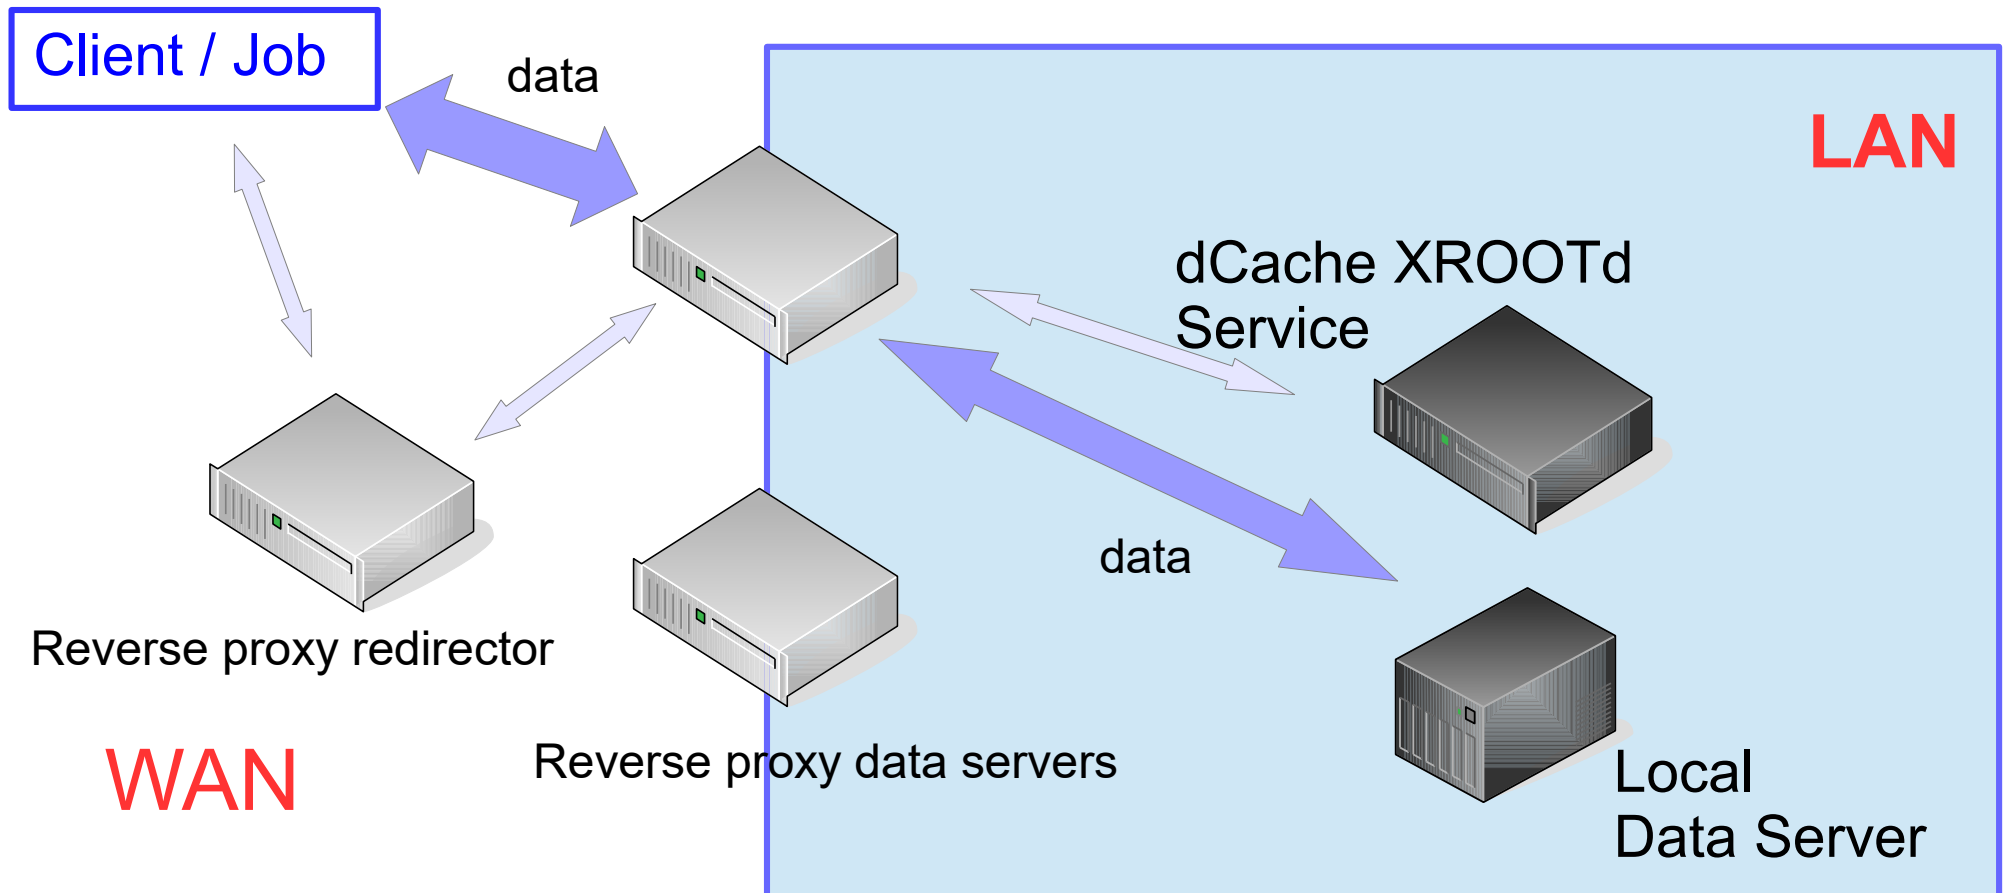 Client / Job
data
LAN
dCache XROOTd
Service
data
Reverse proxy redirector
WAN
Reverse proxy data servers
Local
Data Server